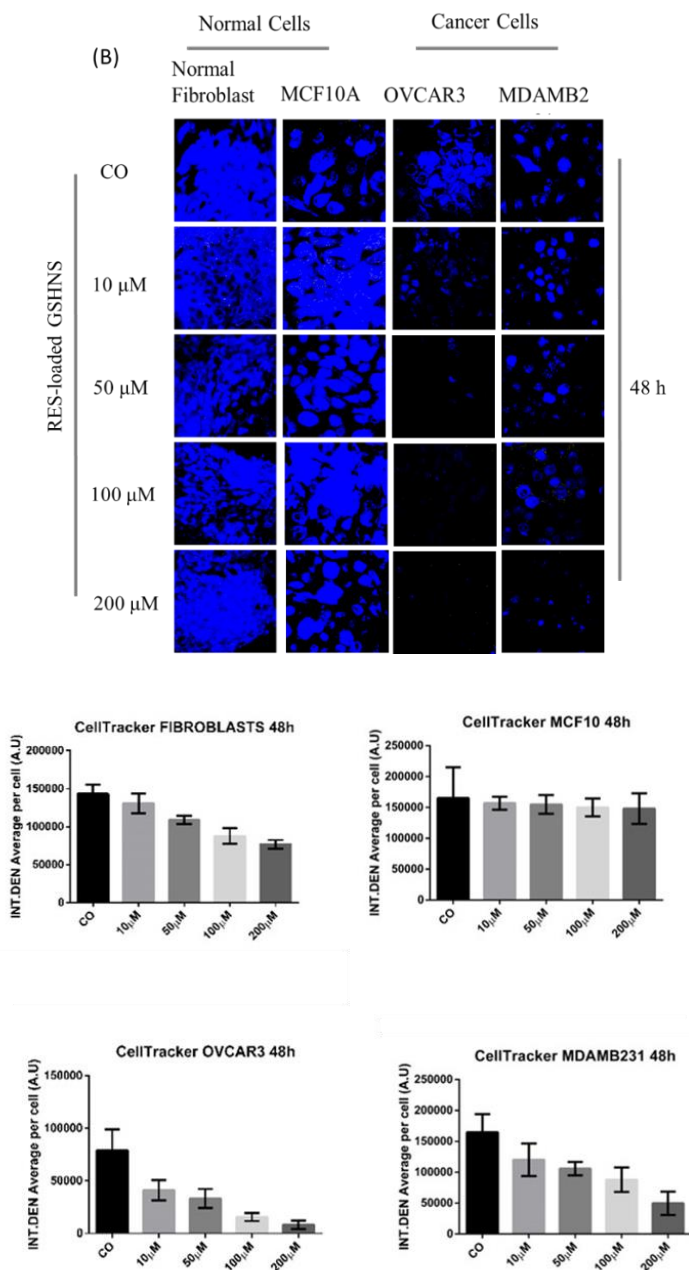 Normal Cells
Cancer Cells
(B)
Normal
Fibroblast
MCF10A
OVCAR3
MDAMB2
CO
10 μM
50 μM
100 μM
200 μM
RES-loaded GSHNS
48 h
CellTracker FIBROBLASTS 48h
INT.DEN Average per cell (A.U)
200000
150000
100000
50000
0
CO
10μM
50μM
100μM
200μM
CellTracker MCF10 48h
INT.DEN Average per cell (A.U)
250000
200000
150000
100000
50000
0
CO
10μM
50μM
100μM
200μM
CellTracker OVCAR3 48h
INT.DEN Average per cell (A.U)
150000
100000
50000
0
CO
10μM
50μM
100μM
200μM
CellTracker MDAMB231 48h
INT.DEN Average per cell (A.U)
250000
200000
150000
100000
50000
0
CO
10μM
50μM
100μM
200μM